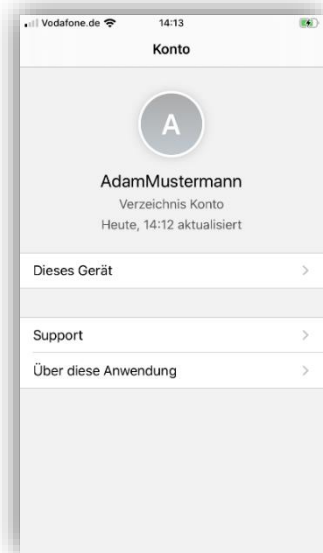 Vodafone.de 14:13
Konto
A
AdamMustermann
Verzeichnis Konto
Heute, 14:12 aktualisiert
Dieses Gerät
Support
Über diese Anwendung